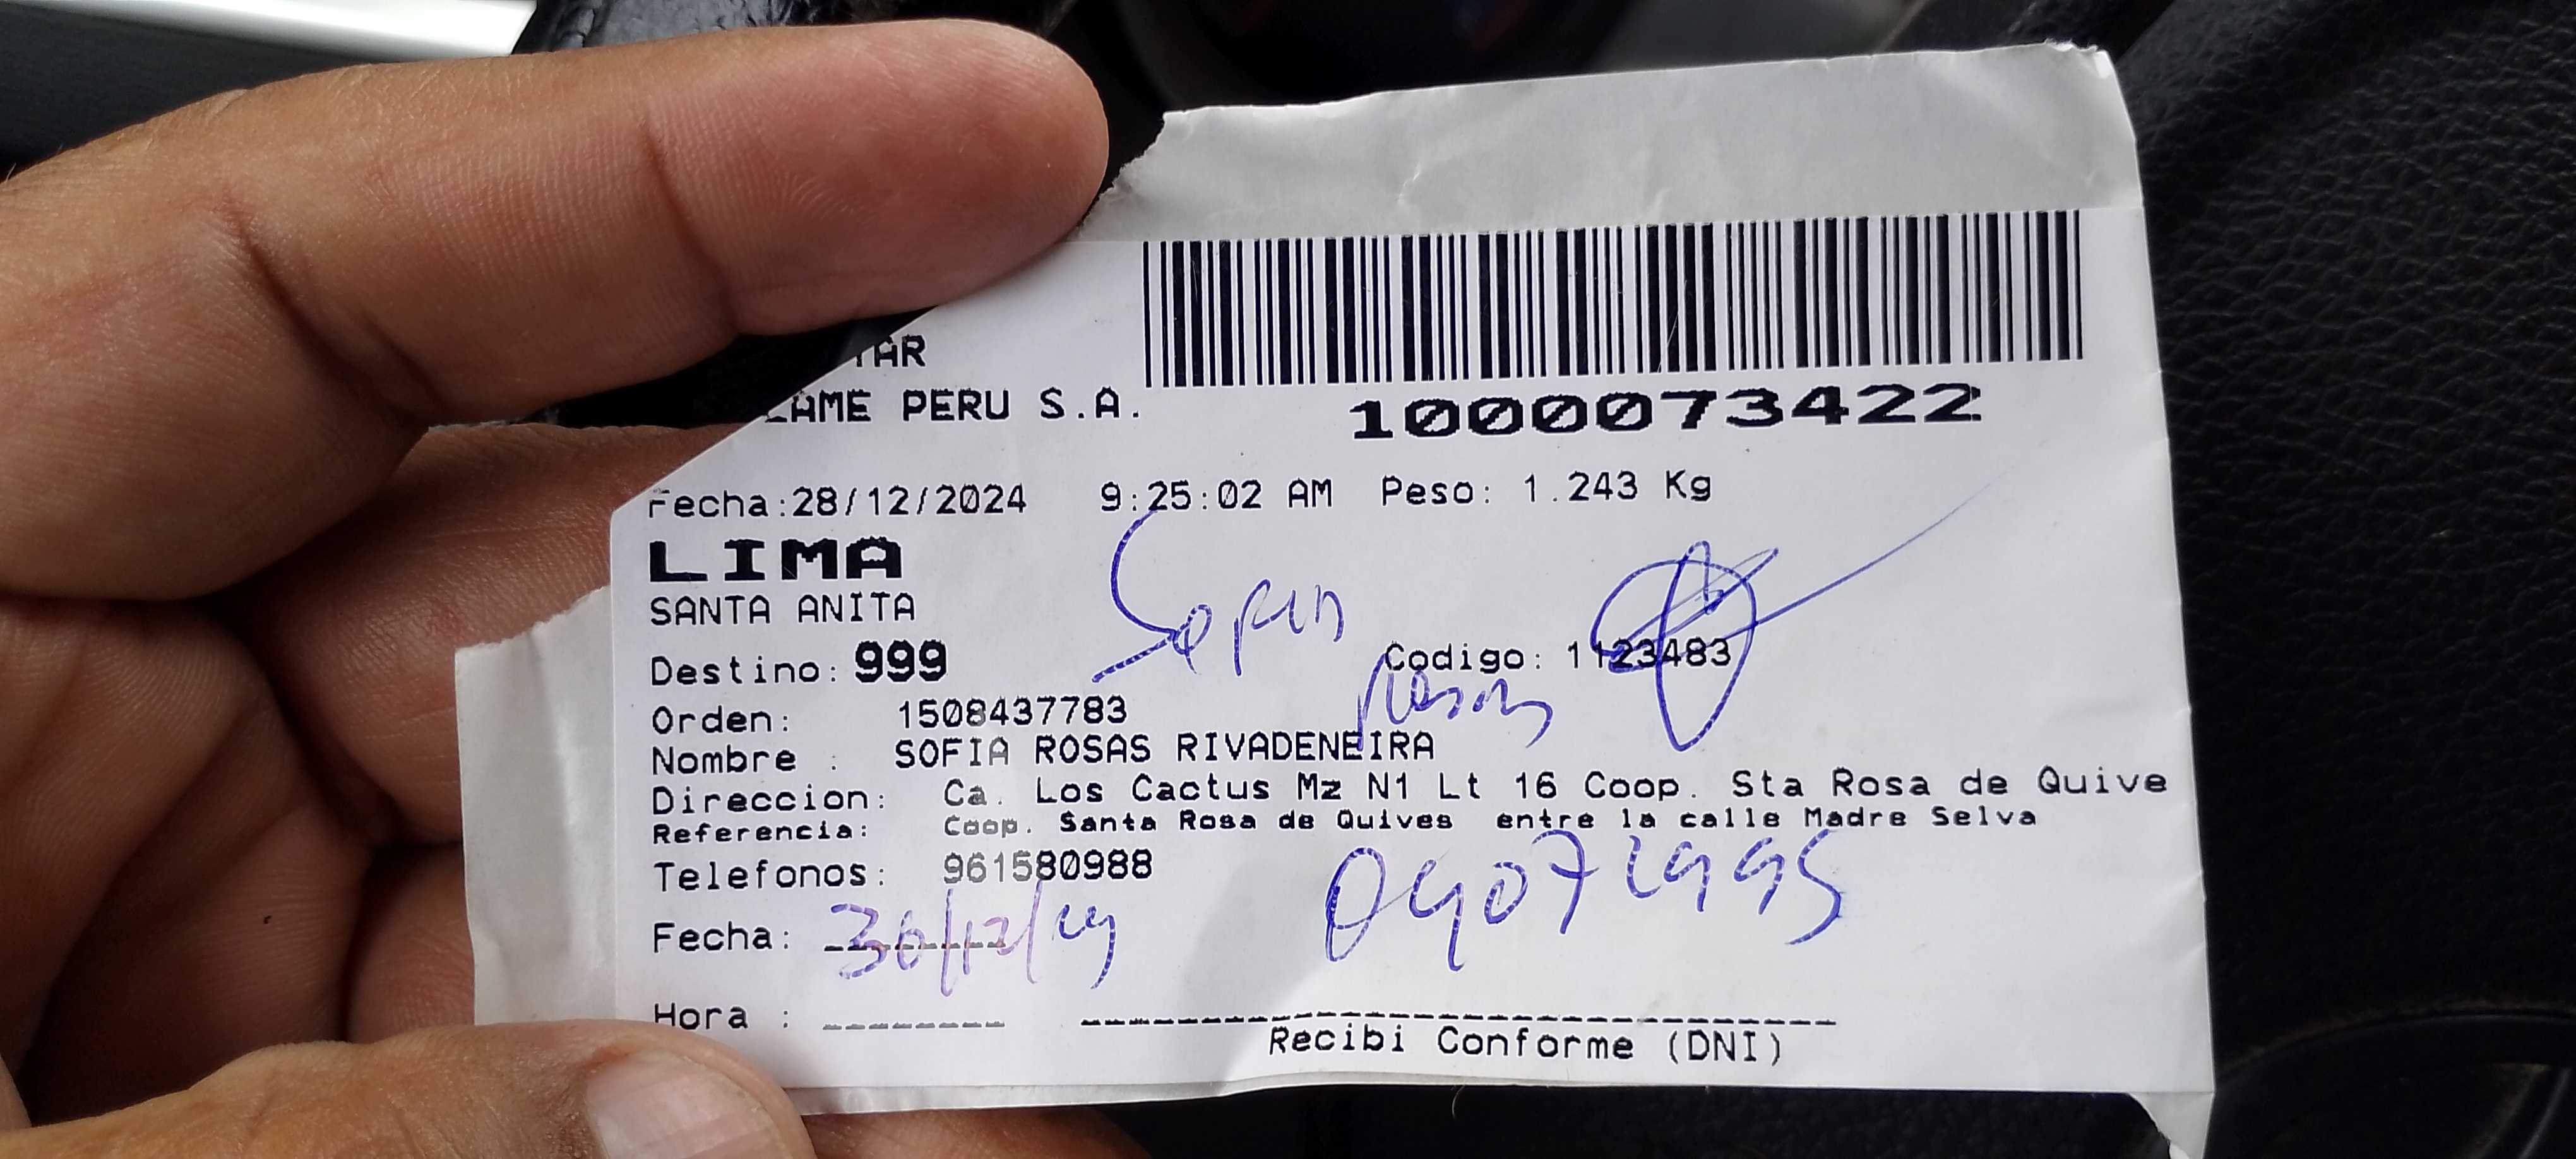 TAR
LAME PERU S.A.
1000073422
Fecha:28/12/2024 9:25:02 AM Peso: 1.243 Kg
LIMA
SANTA ANITA
Sofia
Destino: 999
Codigo: 1123483
Rosas
Orden: 1508437783
Nombre : SOFIA ROSAS RIVADENEIRA
Direccion: Ca. Los Cactus Mz N1 Lt 16 Coop. Sta Rosa de Quive
Referencia: Coop. Santa Rosa de Quives entre la calle Madre Selva
Telefonos: 961580988
09072995
Fecha: 30/12/24
Hora :
Recibi Conforme (DNI)